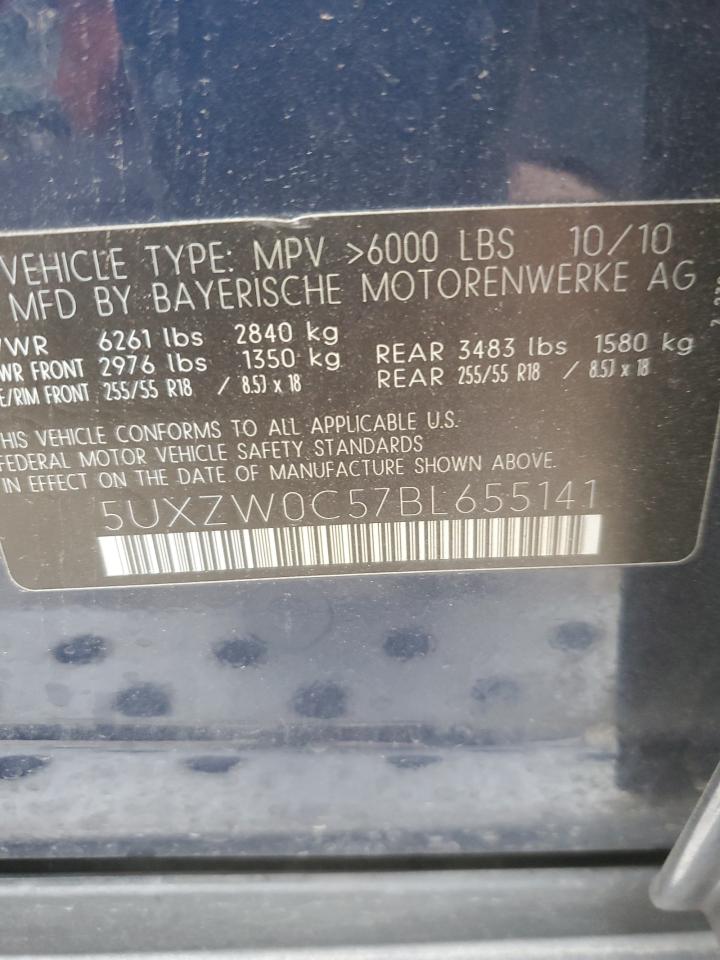 VEHICLE TYPE: MPV >6000 LBS 10/10
MFD BY BAYERISCHE MOTORENWERKE AG
VWR 6261 lbs 2840 kg
WR FRONT 2976 lbs 1350 kg REAR 3483 lbs 1580 kg
E/RIM FRONT 255/55 R18 / 8.5J x 18 REAR 255/55 R18 / 8.5J x 18
THIS VEHICLE CONFORMS TO ALL APPLICABLE U.S.
FEDERAL MOTOR VEHICLE SAFETY STANDARDS
IN EFFECT ON THE DATE OF MANUFACTURE SHOWN ABOVE.
5UXZW0C57BL655141